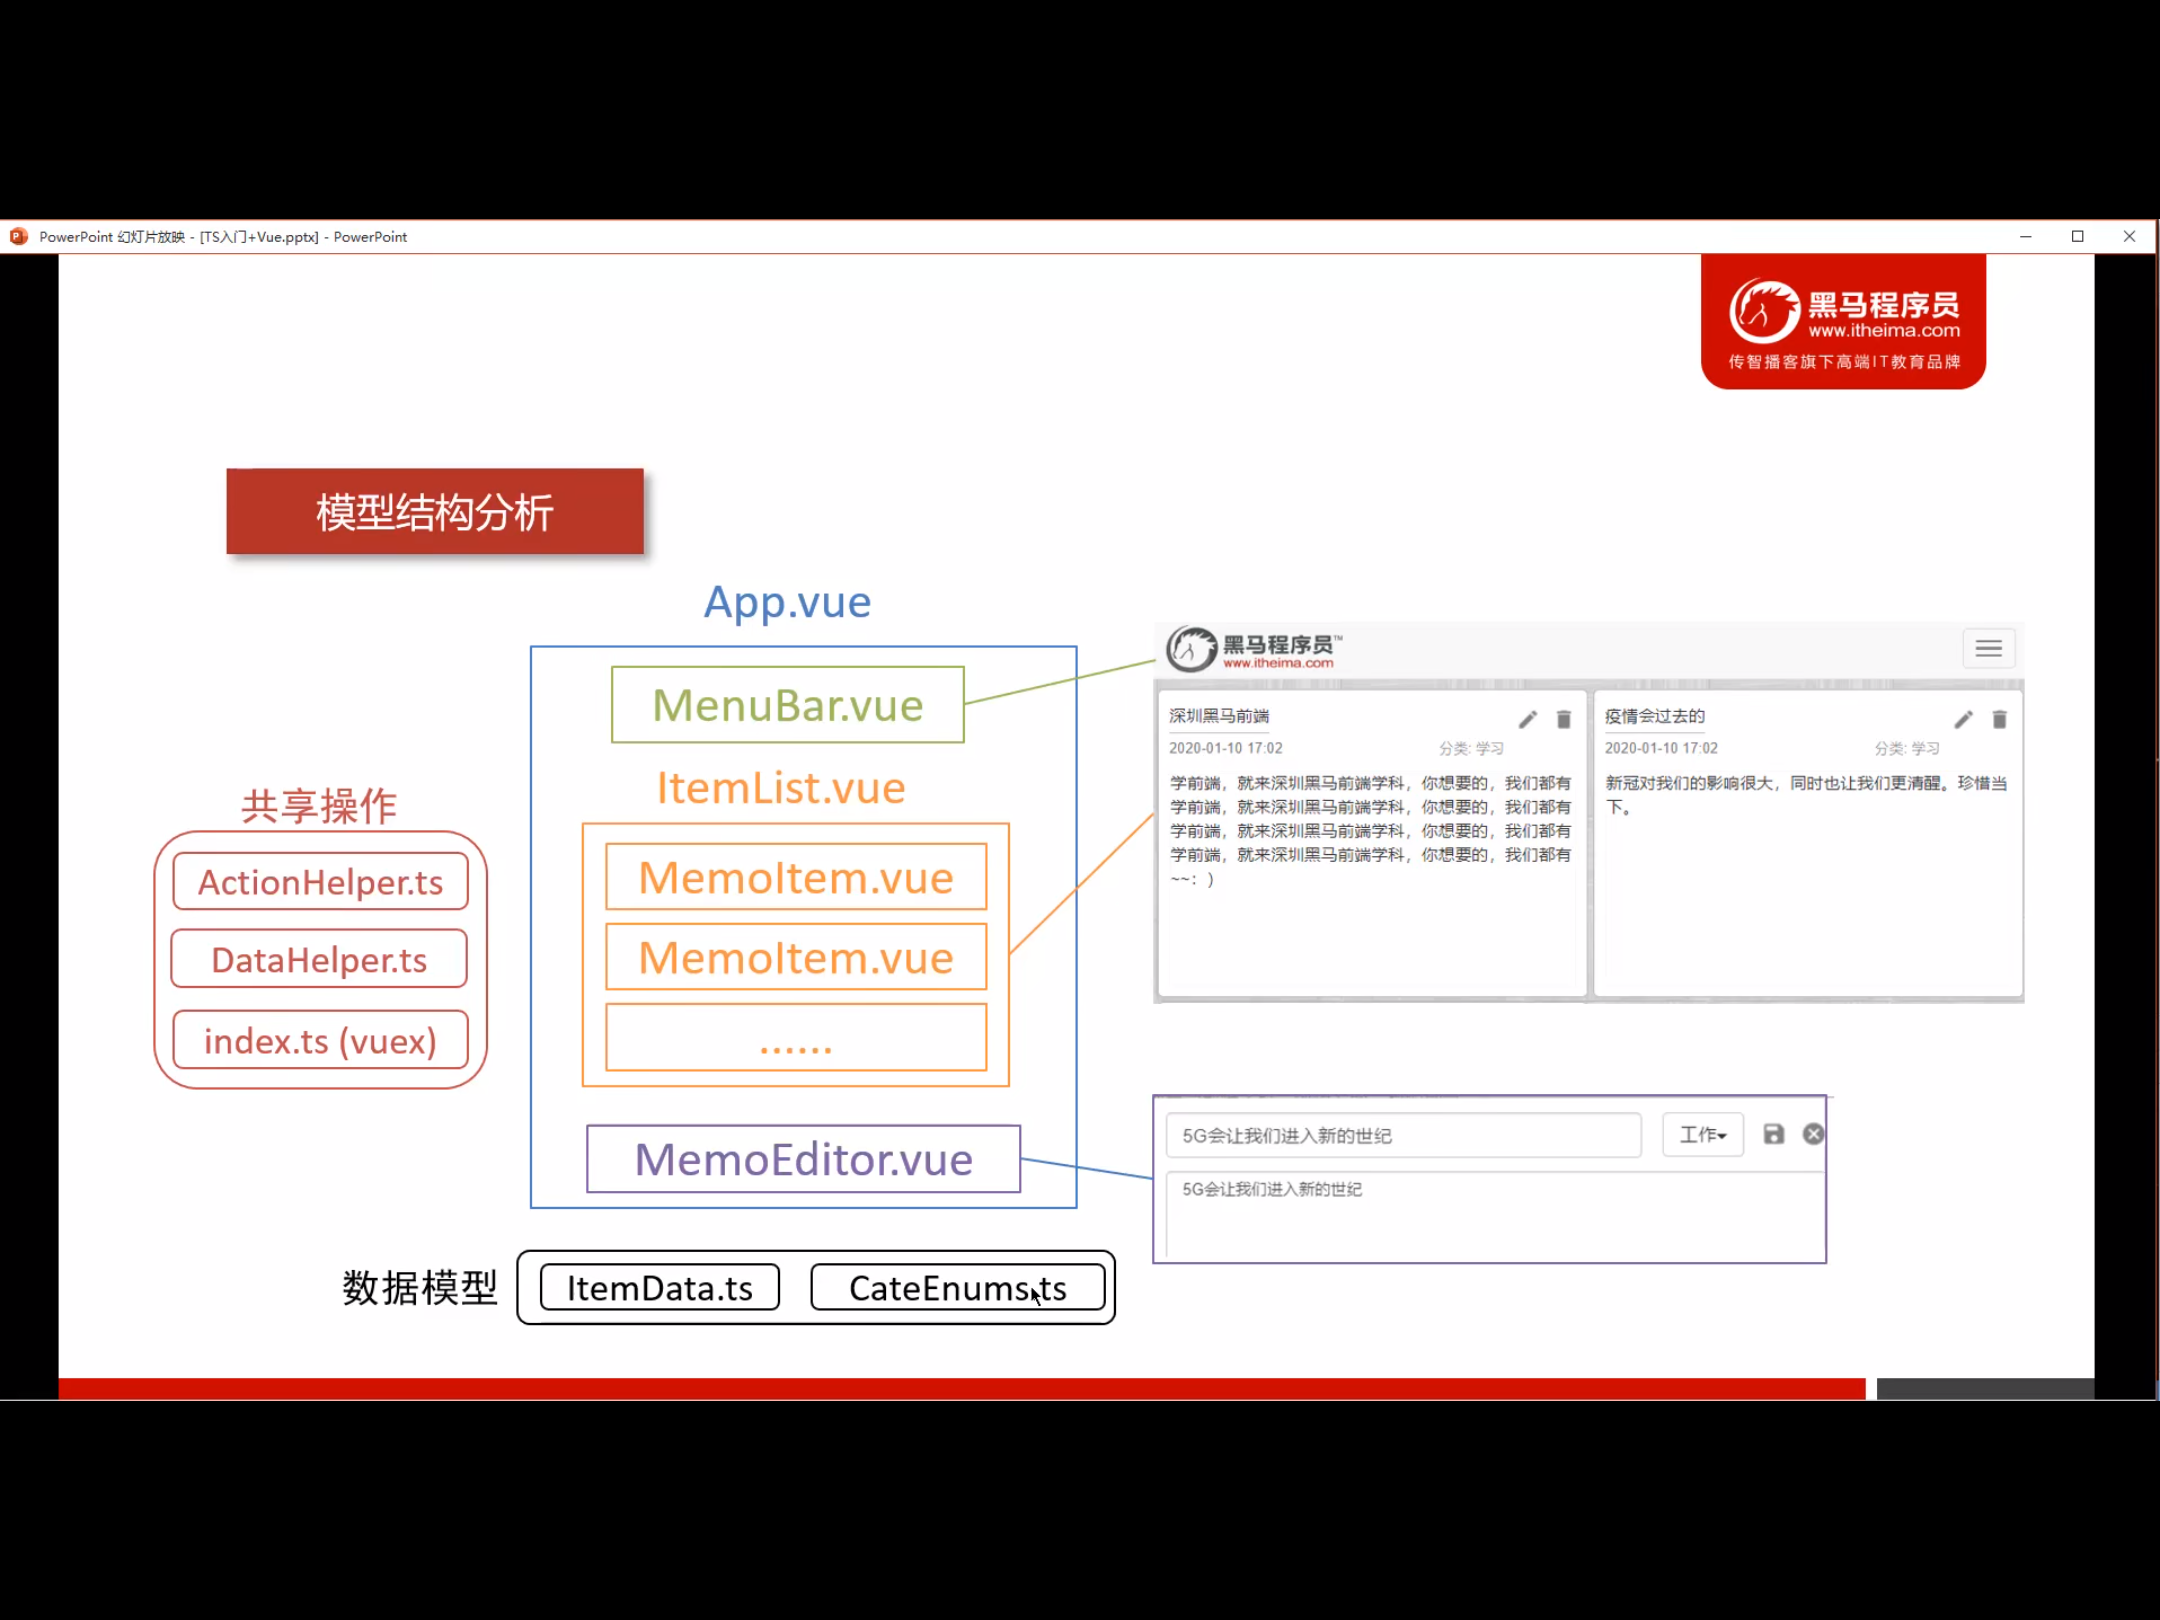 PowerPoint 幻灯片放映 - [TS入门+Vue.pptx] - PowerPoint
黑马程序员
www.itheima.com
传智播客旗下高端IT教育品牌
模型结构分析
App.vue
MenuBar.vue
ItemList.vue
MemoItem.vue
MemoItem.vue
......
MemoEditor.vue
共享操作
ActionHelper.ts
DataHelper.ts
index.ts (vuex)
数据模型
ItemData.ts
CateEnums.ts
黑马程序员™
www.itheima.com
深圳黑马前端
2020-01-10 17:02
分类: 学习
学前端，就来深圳黑马前端学科，你想要的，我们都有
学前端，就来深圳黑马前端学科，你想要的，我们都有
学前端，就来深圳黑马前端学科，你想要的，我们都有
学前端，就来深圳黑马前端学科，你想要的，我们都有
~~: )
疫情会过去的
2020-01-10 17:02
分类: 学习
新冠对我们的影响很大，同时也让我们更清醒。珍惜当
下。
5G会让我们进入新的世纪
工作
5G会让我们进入新的世纪